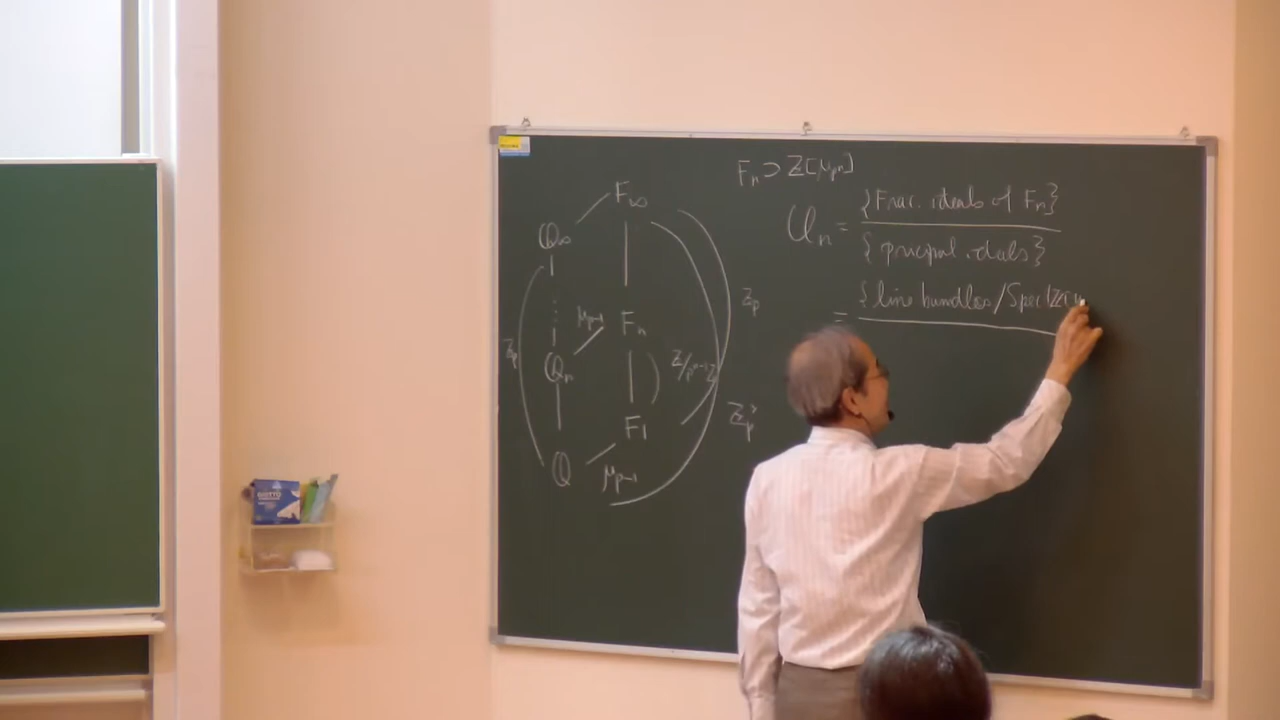 F∞
Q∞
Z_p
μ_{p-1}
F_n
Q_n
Z/p^{n-1}Z
Z_p
F_1
Z_p^×
Q
μ_{p-1}
F_n ⊃ Z[μ_{p^n}]
Cl_n = {Frac. ideals of F_n}
{principal ideals}
= {line bundles/Spec(Z[μ